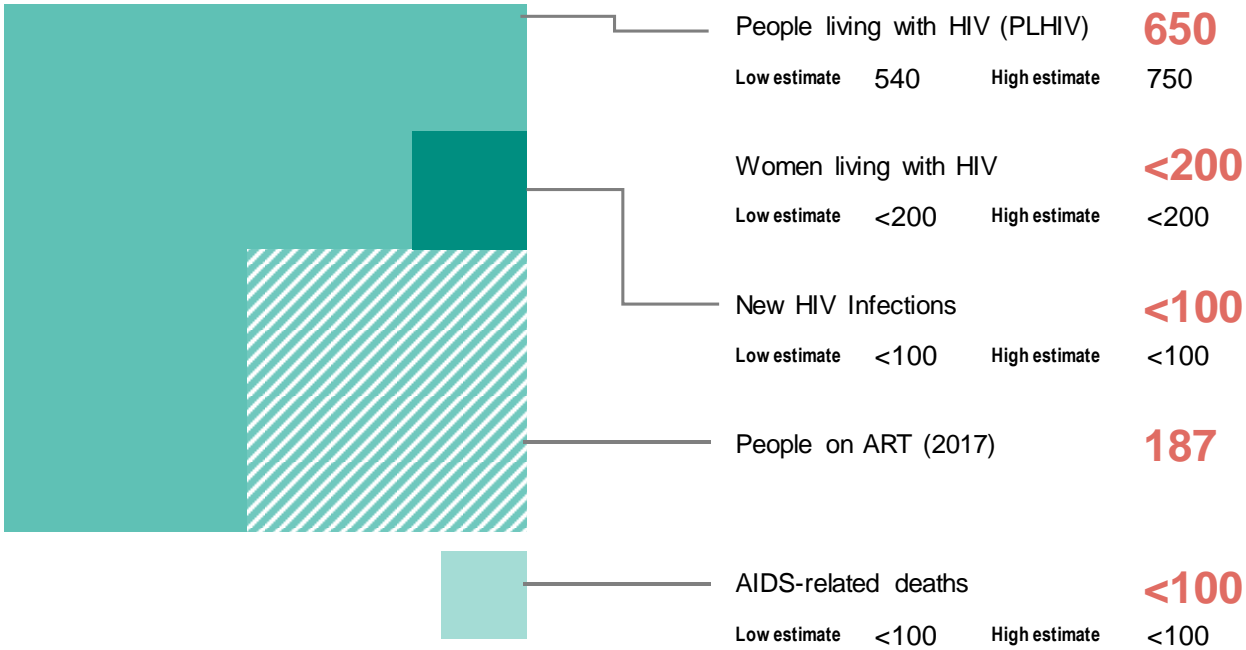 People living with HIV (PLHIV) 650
Low estimate 540 High estimate 750
Women living with HIV <200
Low estimate <200 High estimate <200
New HIV Infections <100
Low estimate <100 High estimate <100
People on ART (2017) 187
AIDS-related deaths <100
Low estimate <100 High estimate <100